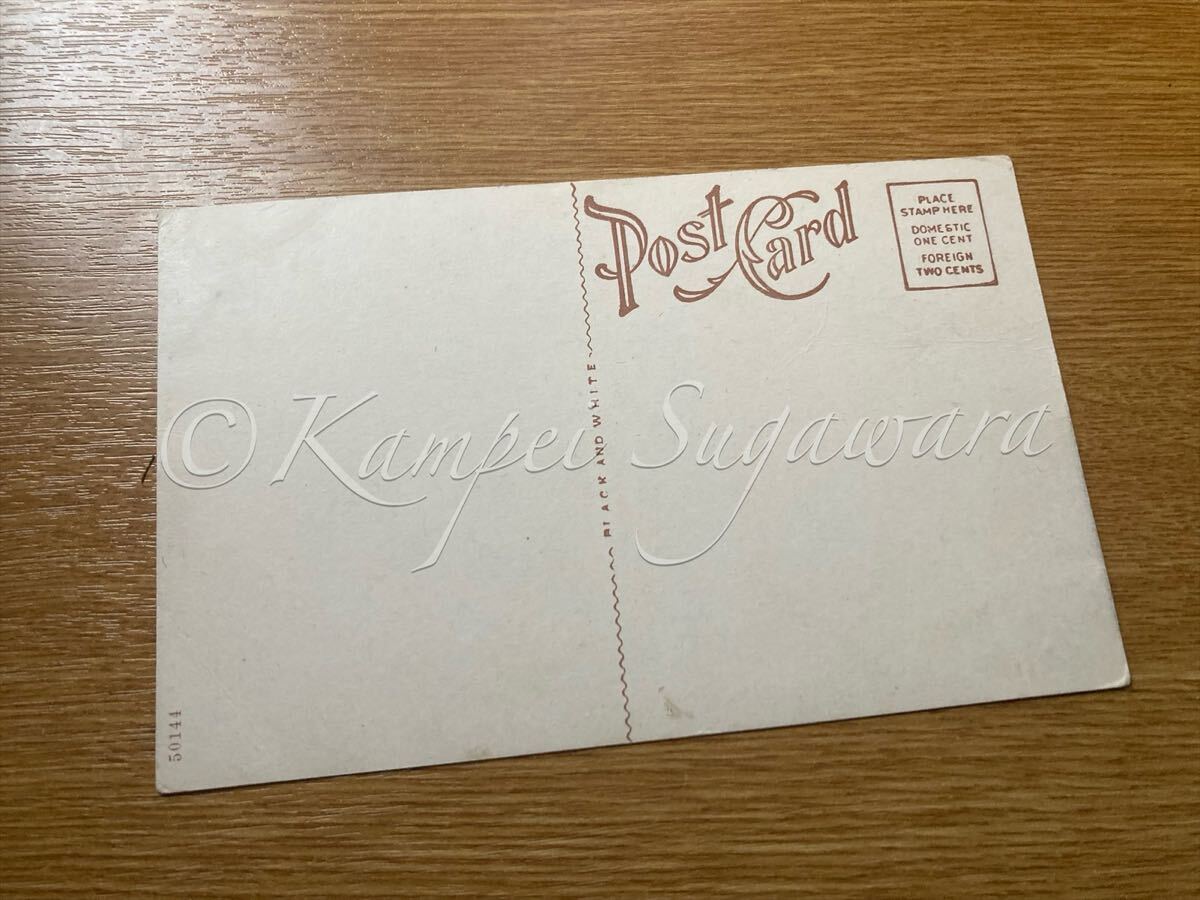 Post Card
PLACE
STAMP HERE
DOMESTIC
ONE CENT
FOREIGN
TWO CENTS
BLACK AND WHITE
© Kampei Sugawara
50144